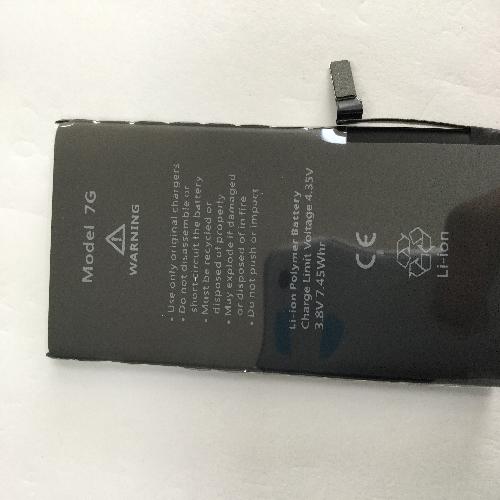 Model 7G
WARNING
• Use only original chargers
• Do not disassemble or
short-circuit the battery
• Must be recycled or
disposed of properly
• May explode if damaged
or disposed of in fire
• Do not push or impact
Li-ion Polymer Battery
Charge Limit Voltage 4.35V
3.8V 7.45Whr
CE
Li-ion